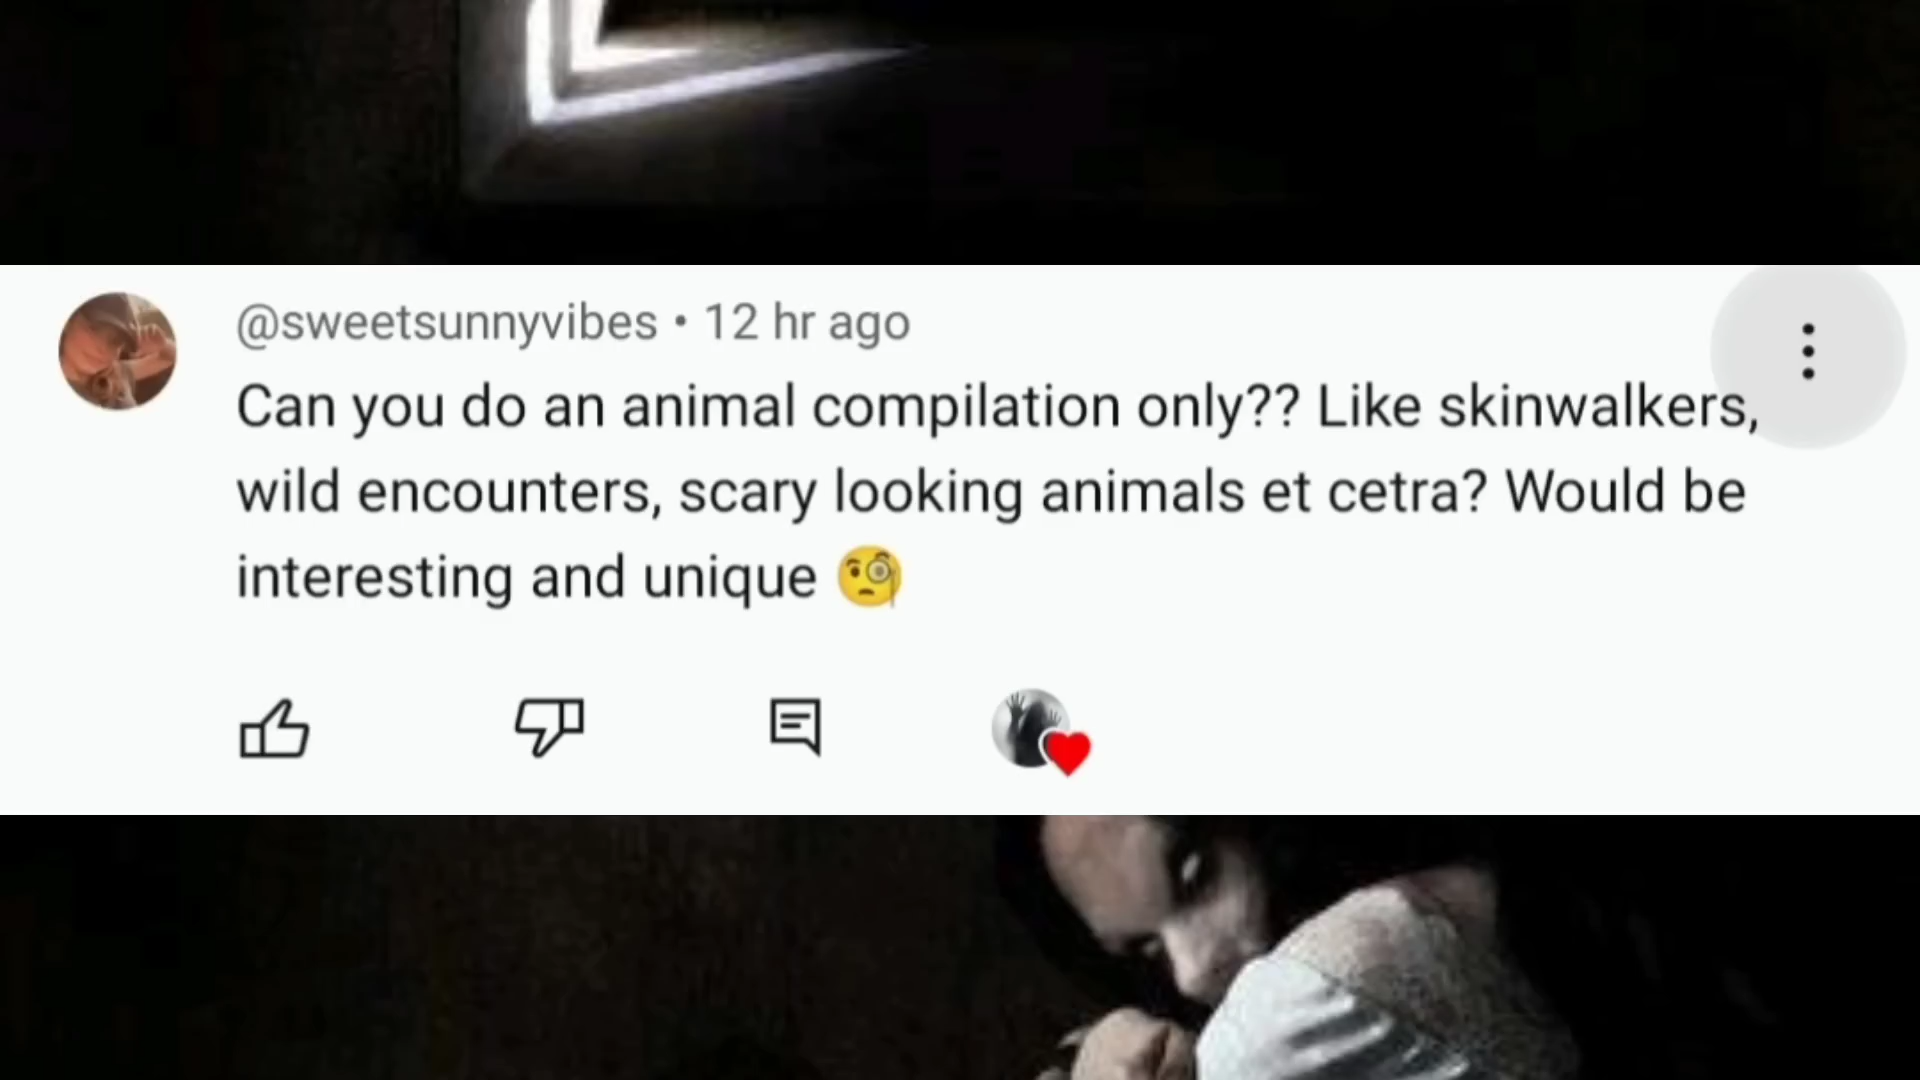 @sweetsunnyvibes • 12 hr ago
Can you do an animal compilation only?? Like skinwalkers,
wild encounters, scary looking animals et cetra? Would be
interesting and unique 🧐